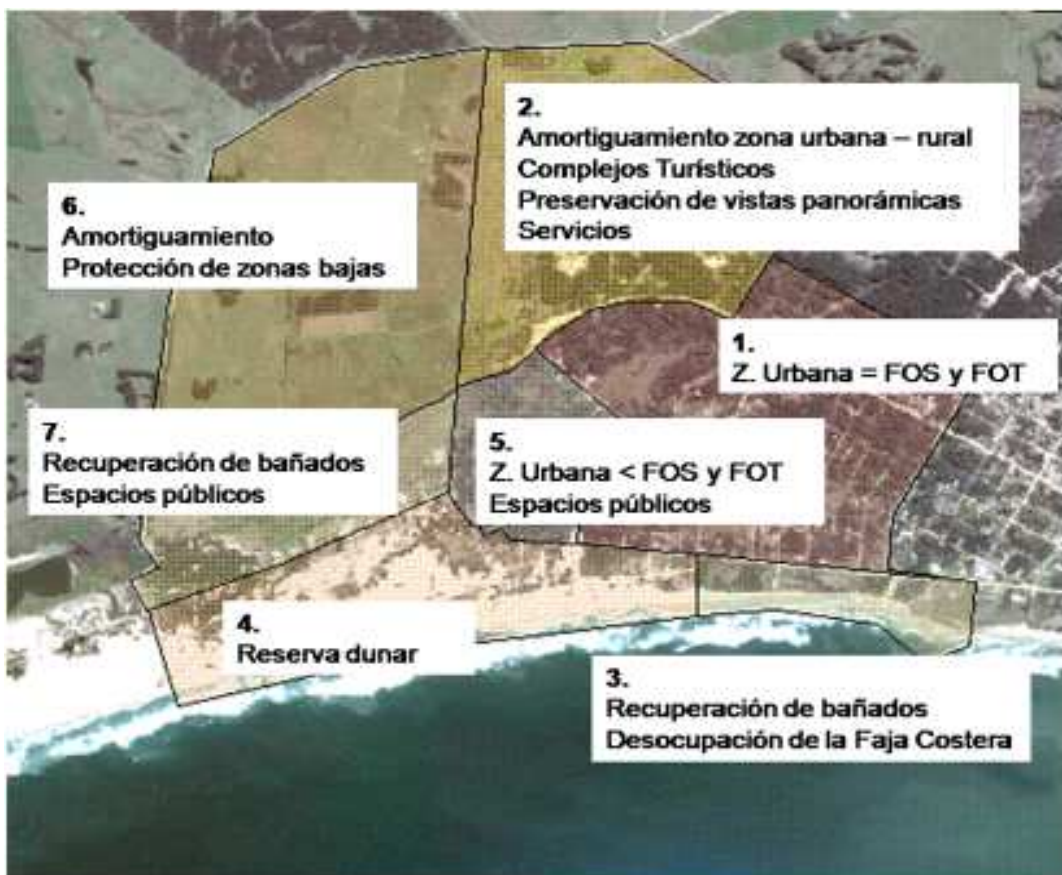 2.
Amortiguamiento zona urbana – rural
Complejos Turísticos
Preservación de vistas panorámicas
Servicios
6.
Amortiguamiento
Protección de zonas bajas
1.
Z. Urbana = FOS y FOT
7.
Recuperación de bañados
Espacios públicos
5.
Z. Urbana < FOS y FOT
Espacios públicos
4.
Reserva dunar
3.
Recuperación de bañados
Desocupación de la Faja Costera